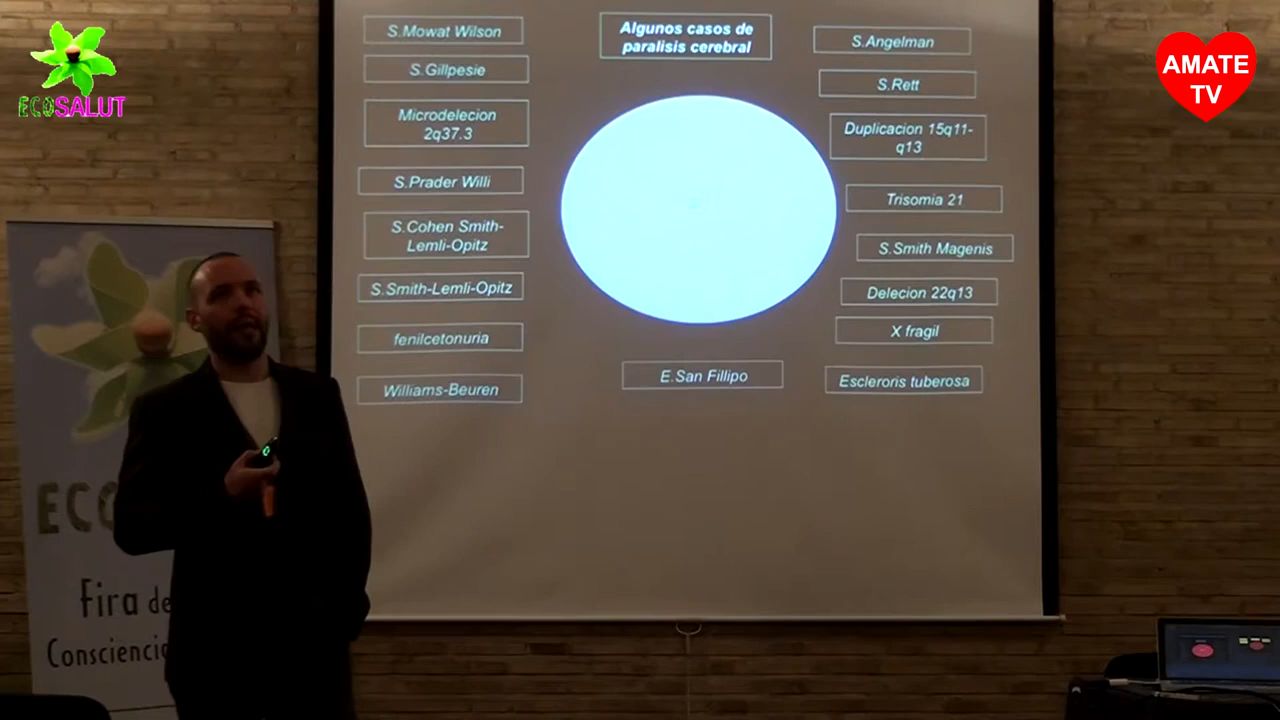 ECOSALUT
AMATE
TV
Algunos casos de
paralisis cerebral
S.Mowat Wilson
S.Gillpesie
Microdelecion
2q37.3
S.Prader Willi
S.Cohen Smith-
Lemli-Opitz
S.Smith-Lemli-Opitz
fenilcetonuria
Williams-Beuren
E.San Fillipo
S.Angelman
S.Rett
Duplicacion 15q11-
q13
Trisomia 21
S.Smith Magenis
Delecion 22q13
X fragil
Escleroris tuberosa
Fira de